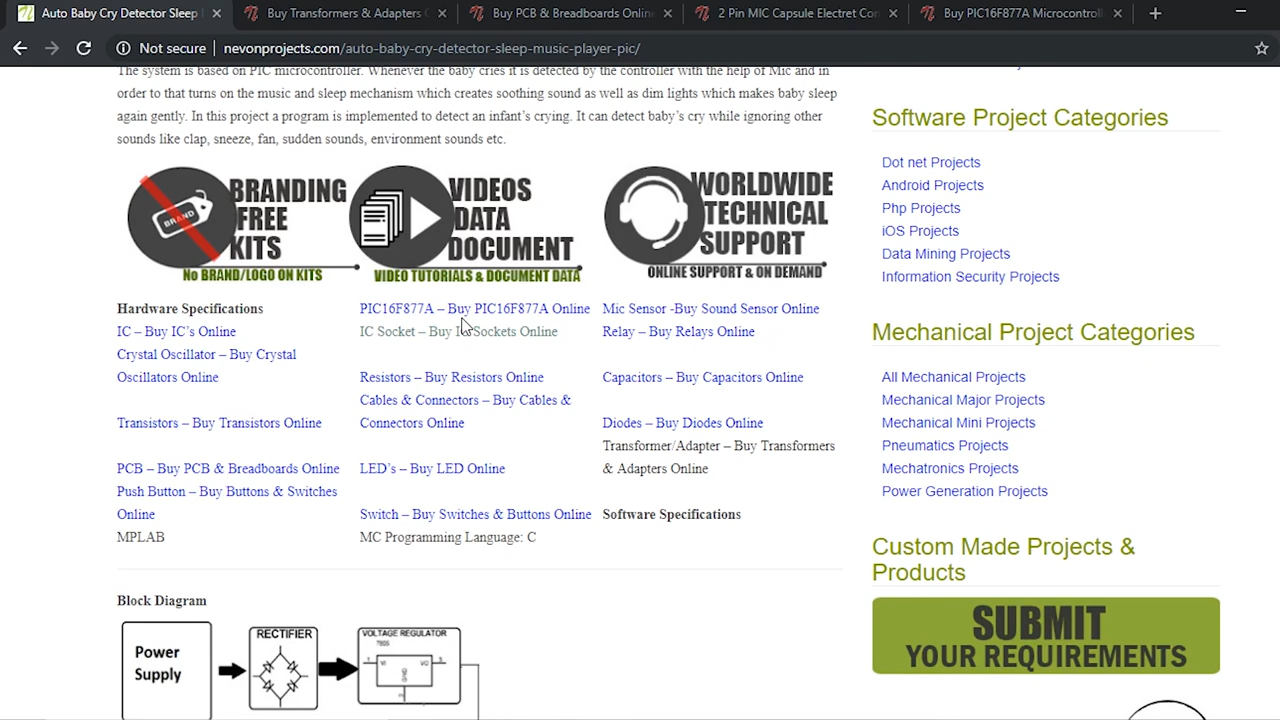 Auto Baby Cry Detector Sleep
Buy Transformers & Adapters O
Buy PCB & Breadboards Online
2 Pin MIC Capsule Electret Con
Buy PIC16F877A Microcontroll
Not secure nevonprojects.com/auto-baby-cry-detector-sleep-music-player-pic/
The system is based on PIC microcontroller. Whenever the baby cries it is detected by the controller with the help of Mic and in
order to that turns on the music and sleep mechanism which creates soothing sound as well as dim lights which makes baby sleep
again gently. In this project a program is implemented to detect an infant's crying. It can detect baby's cry while ignoring other
sounds like clap, sneeze, fan, sudden sounds, environment sounds etc.
BRAND
BRANDING
FREE
KITS
No BRAND/LOGO ON KITS
VIDEOS
DATA
DOCUMENT
VIDEO TUTORIALS & DOCUMENT DATA
WORLDWIDE
TECHNICAL
SUPPORT
ONLINE SUPPORT & ON DEMAND
Hardware Specifications
IC – Buy IC's Online
Crystal Oscillator – Buy Crystal
Oscillators Online
Transistors – Buy Transistors Online
PCB – Buy PCB & Breadboards Online
Push Button – Buy Buttons & Switches
Online
MPLAB
PIC16F877A – Buy PIC16F877A Online
IC Socket – Buy IC Sockets Online
Resistors – Buy Resistors Online
Cables & Connectors – Buy Cables &
Connectors Online
LED's – Buy LED Online
Switch – Buy Switches & Buttons Online
MC Programming Language: C
Mic Sensor -Buy Sound Sensor Online
Relay – Buy Relays Online
Capacitors – Buy Capacitors Online
Diodes – Buy Diodes Online
Transformer/Adapter – Buy Transformers
& Adapters Online
Software Specifications
Block Diagram
Power
Supply
RECTIFIER
VOLTAGE REGULATOR
7805
VI
VO
GND
Software Project Categories
Dot net Projects
Android Projects
Php Projects
iOS Projects
Data Mining Projects
Information Security Projects
Mechanical Project Categories
All Mechanical Projects
Mechanical Major Projects
Mechanical Mini Projects
Pneumatics Projects
Mechatronics Projects
Power Generation Projects
Custom Made Projects &
Products
SUBMIT
YOUR REQUIREMENTS